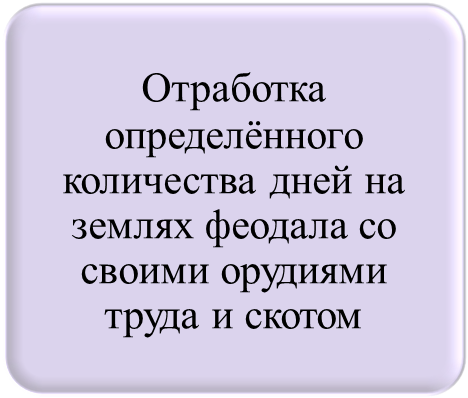 Отработка
определённого
количества дней на
землях феодала со
своими орудиями
труда и скотом